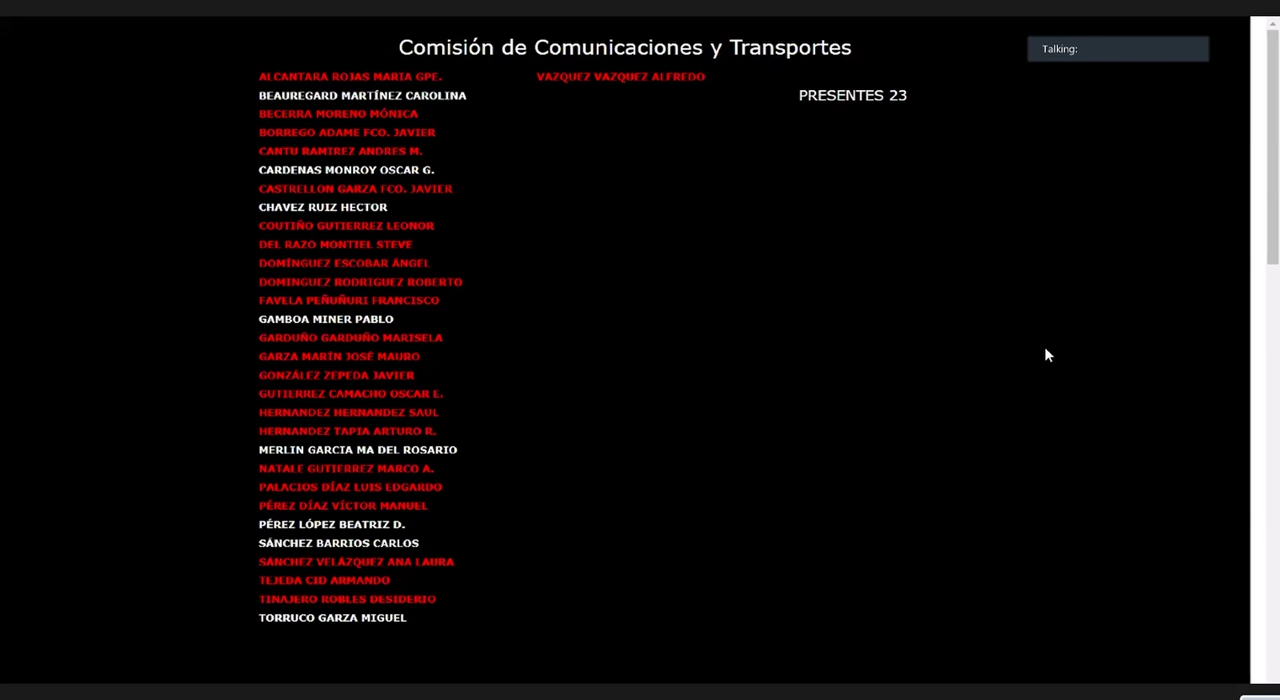 Comisión de Comunicaciones y Transportes
Talking:
ALCANTARA ROJAS MARIA GPE.
BEAUREGARD MARTÍNEZ CAROLINA
BECERRA MORENO MÓNICA
BORREGO ADAME FCO. JAVIER
CANTU RAMIREZ ANDRES M.
CARDENAS MONROY OSCAR G.
CASTRELLON GARZA FCO. JAVIER
CHAVEZ RUIZ HECTOR
COUTIÑO GUTIERREZ LEONOR
DEL RAZO MONTIEL STEVE
DOMÍNGUEZ ESCOBAR ÁNGEL
DOMINGUEZ RODRIGUEZ ROBERTO
FAVELA PEÑUÑURI FRANCISCO
GAMBOA MINER PABLO
GARDUÑO GARDUÑO MARISELA
GARZA MARÍN JOSÉ MAURO
GONZÁLEZ ZEPEDA JAVIER
GUTIERREZ CAMACHO OSCAR E.
HERNANDEZ HERNANDEZ SAUL
HERNANDEZ TAPIA ARTURO R.
MERLIN GARCIA MA DEL ROSARIO
NATALE GUTIERREZ MARCO A.
PALACIOS DÍAZ LUIS EDGARDO
PÉREZ DÍAZ VÍCTOR MANUEL
PÉREZ LÓPEZ BEATRIZ D.
SÁNCHEZ BARRIOS CARLOS
SÁNCHEZ VELÁZQUEZ ANA LAURA
TEJEDA CID ARMANDO
TINAJERO ROBLES DESIDERIO
TORRUCO GARZA MIGUEL
VAZQUEZ VAZQUEZ ALFREDO
PRESENTES 23